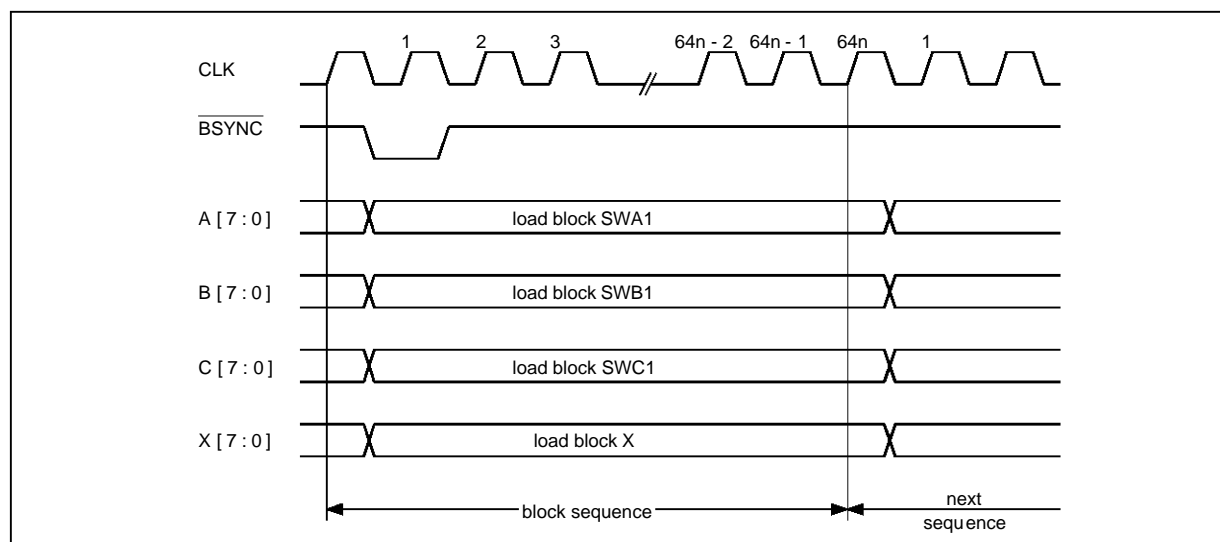 1 2 3 64n - 2 64n - 1 64n 1
CLK
BSYNC
A [ 7 : 0 ] load block SWA1
B [ 7 : 0 ] load block SWB1
C [ 7 : 0 ] load block SWC1
X [ 7 : 0 ] load block X
block sequence next
sequence